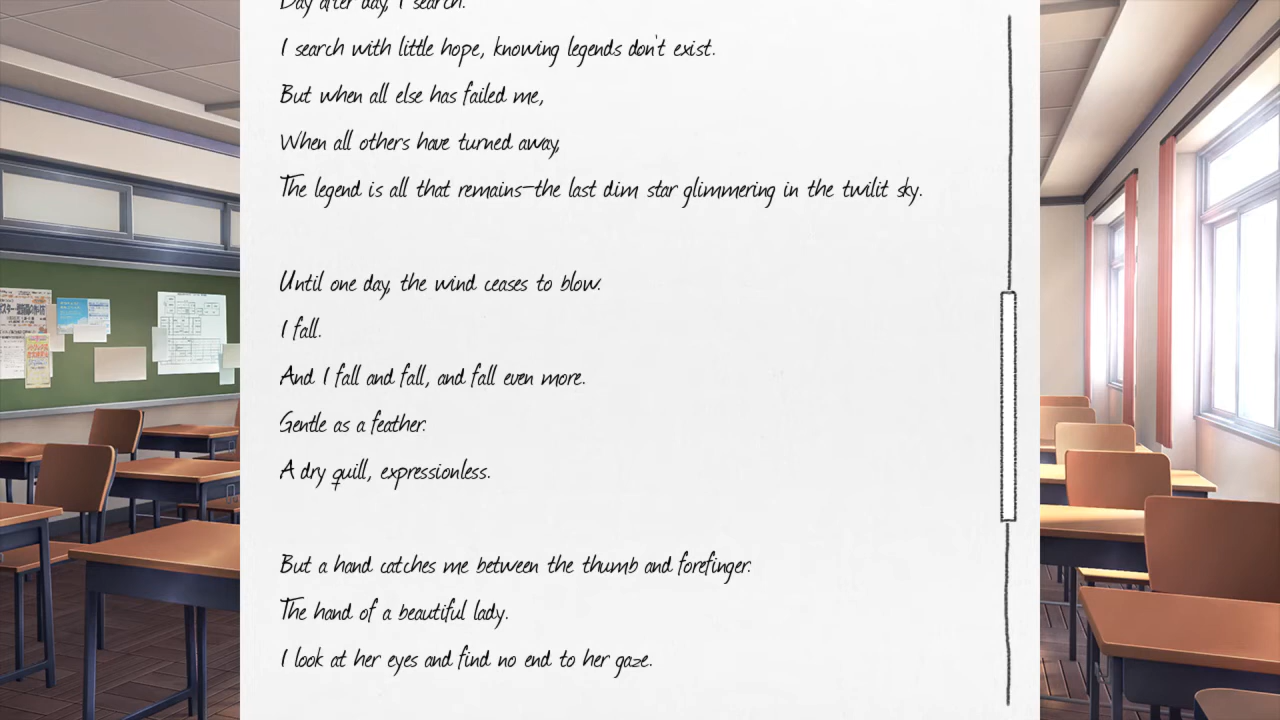 Day after day, I search.
I search with little hope, knowing legends don't exist.
But when all else has failed me,
When all others have turned away,
The legend is all that remains—the last dim star glimmering in the twilit sky.
Until one day, the wind ceases to blow.
I fall.
And I fall and fall, and fall even more.
Gentle as a feather.
A dry quill, expressionless.
But a hand catches me between the thumb and forefinger.
The hand of a beautiful lady.
I look at her eyes and find no end to her gaze.